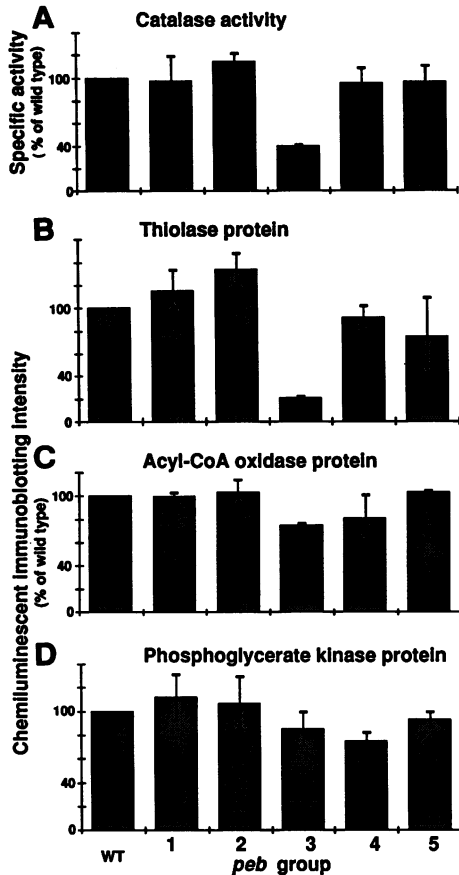 A Catalase activity
Specific activity
(% of wild type)
100
40
0
B Thiolase protein
100
40
0
Chemiluminescent immunoblotting intensity
(% of wild type)
C Acyl-CoA oxidase protein
100
40
0
D Phosphoglycerate kinase protein
100
40
0
WT 1 2 3 4 5
peb group